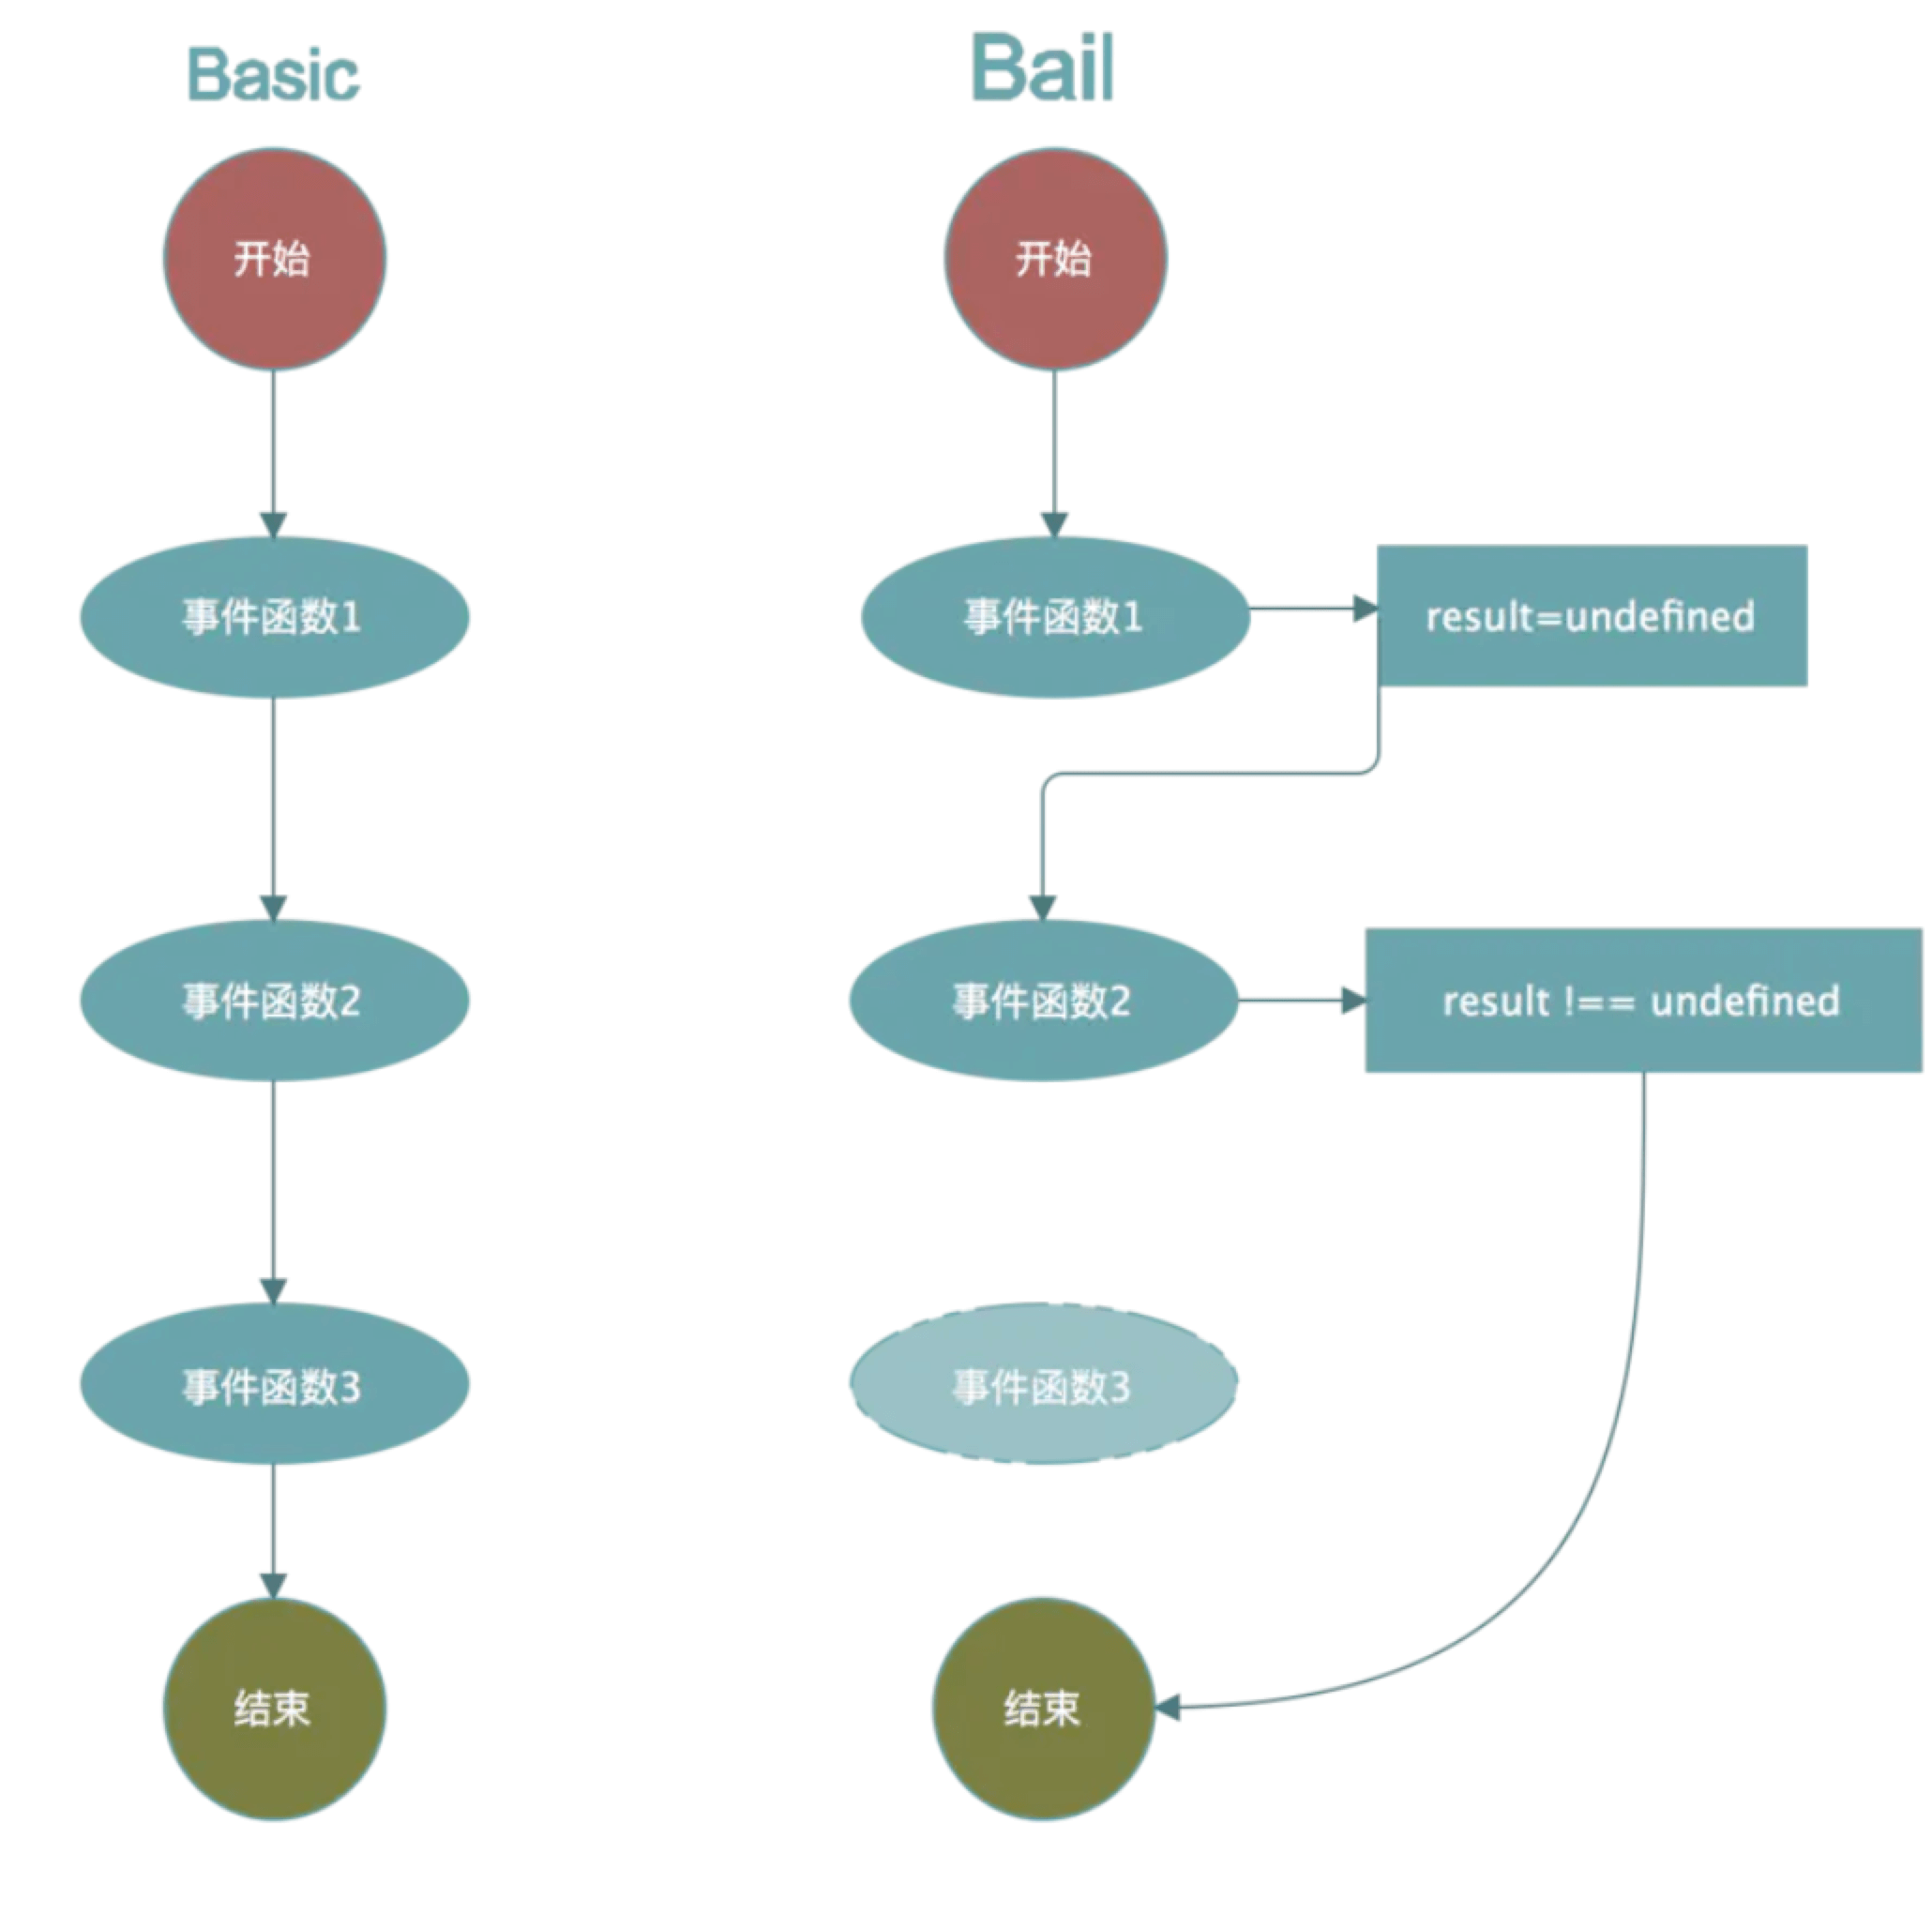 Basic
开始
事件函数1
事件函数2
事件函数3
结束
Bail
开始
事件函数1
result=undefined
事件函数2
result !== undefined
事件函数3
结束